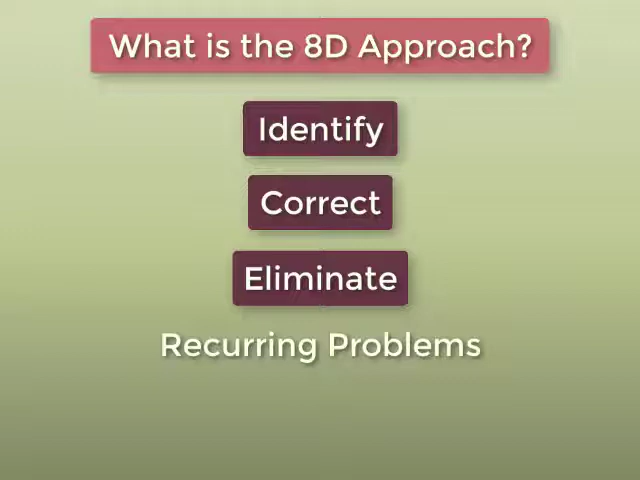 What is the 8D Approach?
Identify
Correct
Eliminate
Recurring Problems